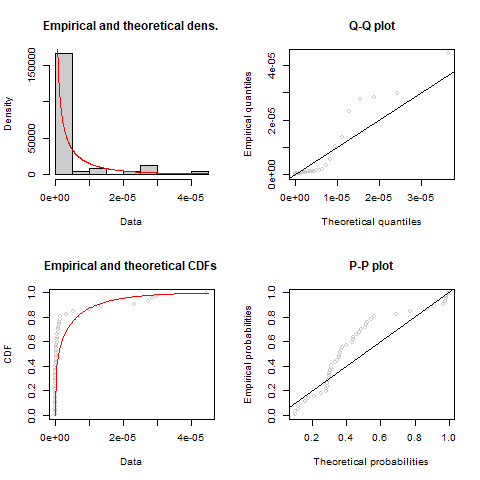 Empirical and theoretical dens.
Density
0 50000 150000
0e+00 2e-05 4e-05
Data
Q-Q plot
Empirical quantiles
0e+00 2e-05 4e-05
0e+00 1e-05 3e-05
Theoretical quantiles
Empirical and theoretical CDFs
CDF
0.0 0.2 0.4 0.6 0.8 1.0
0e+00 2e-05 4e-05
Data
P-P plot
Empirical probabilities
0.0 0.2 0.4 0.6 0.8 1.0
0.2 0.4 0.6 0.8 1.0
Theoretical probabilities